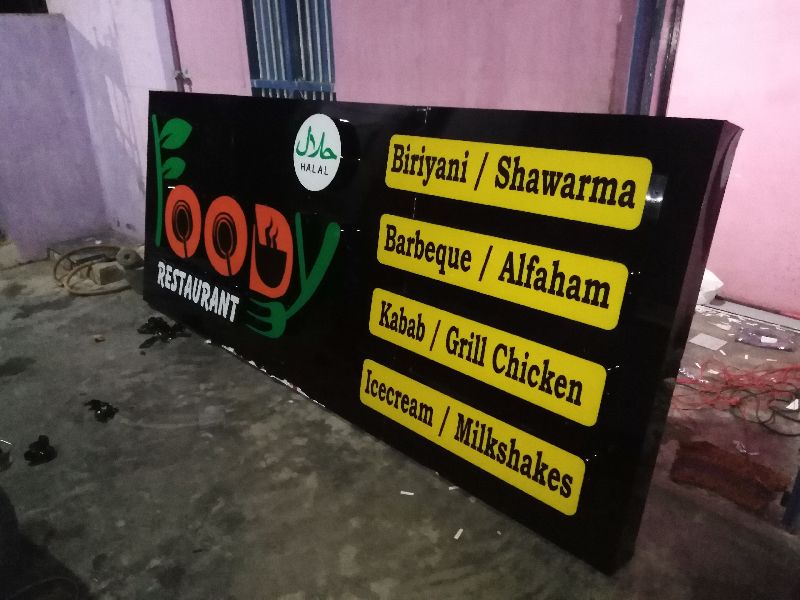 FOODY
RESTAURANT
حلال
HALAL
Biriyani / Shawarma
Barbeque / Alfaham
Kabab / Grill Chicken
Icecream / Milkshakes